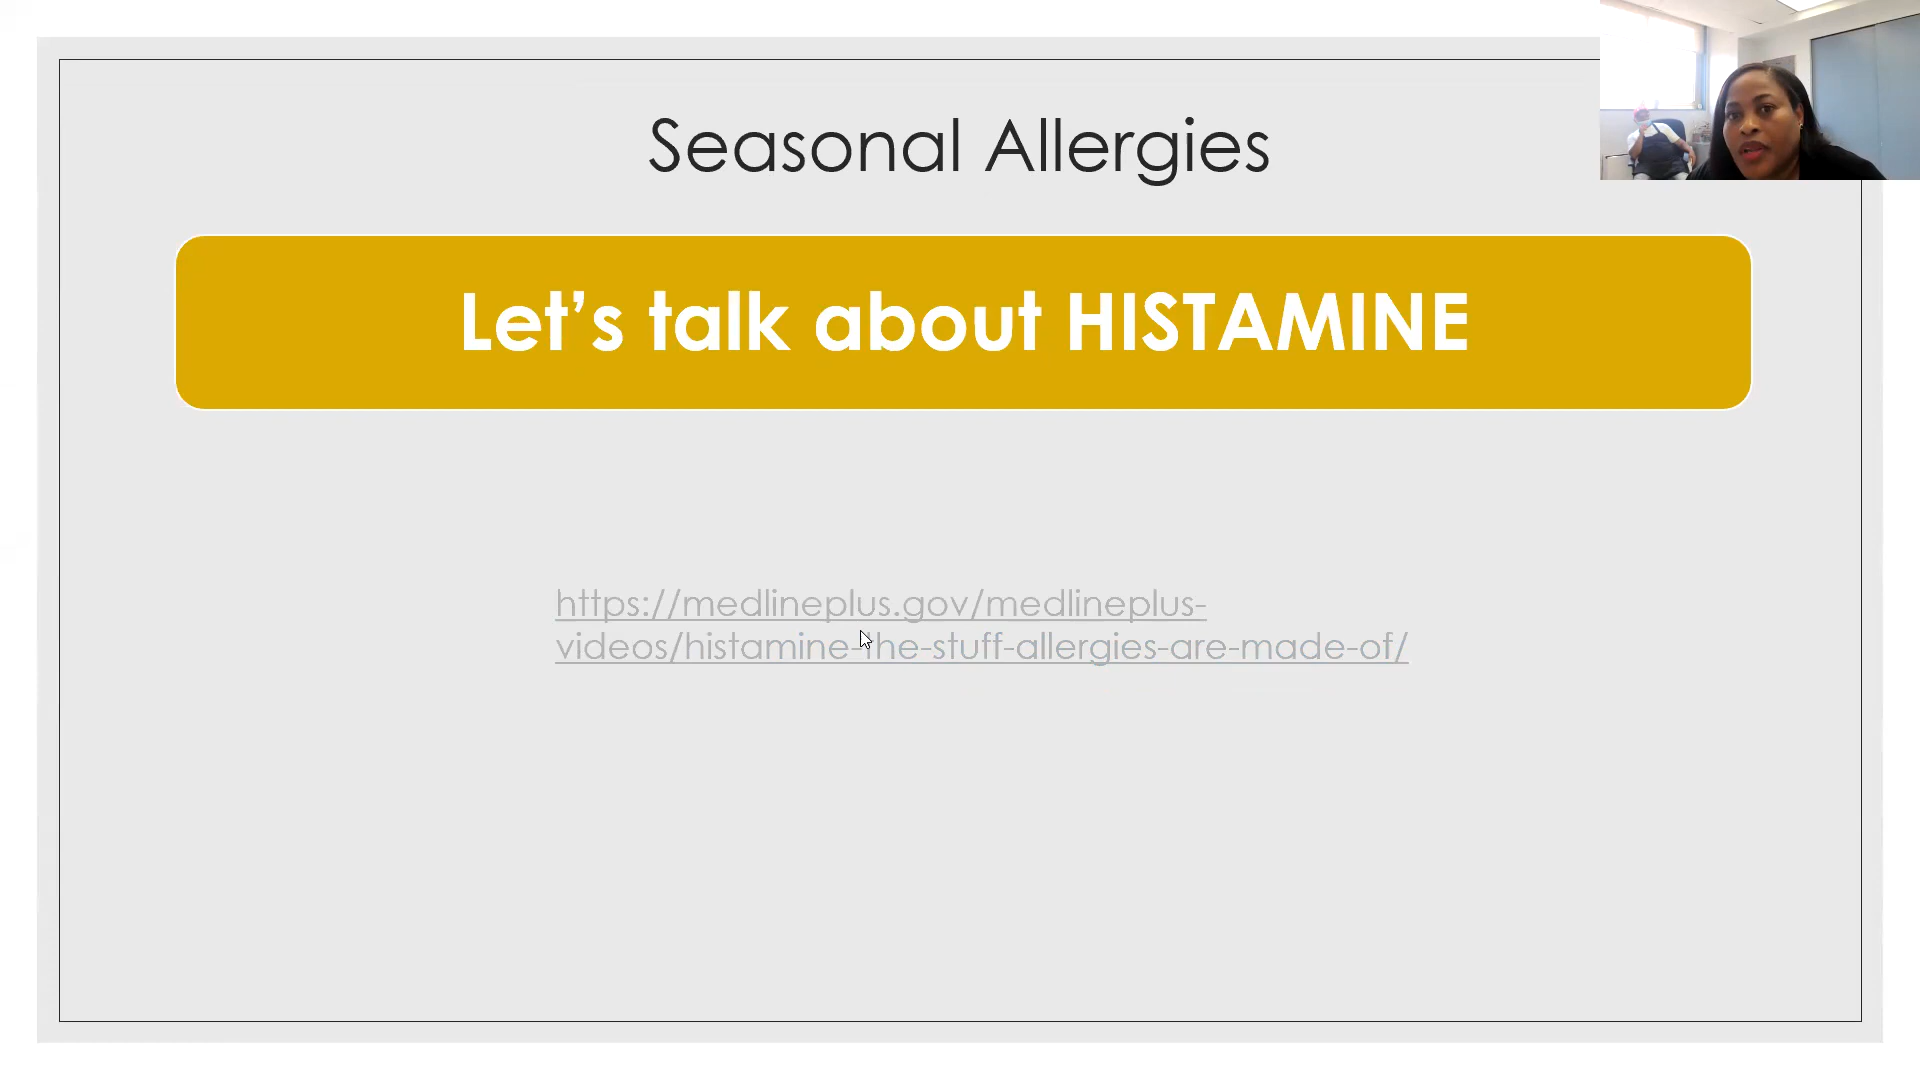 Seasonal Allergies
Let’s talk about HISTAMINE
https://medlineplus.gov/medlineplus-
videos/histamine-the-stuff-allergies-are-made-of/